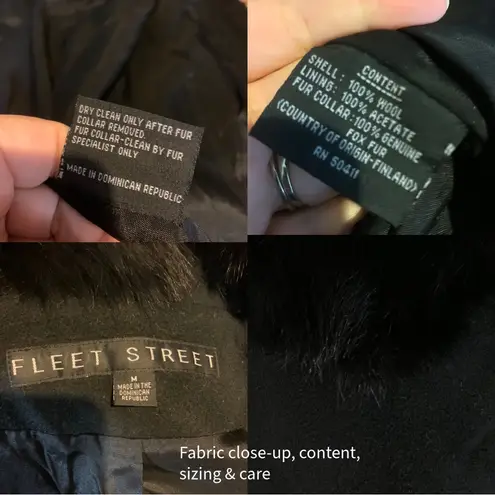 DRY CLEAN ONLY AFTER FUR
COLLAR REMOVED.
FUR COLLAR-CLEAN BY FUR
SPECIALIST ONLY
MADE IN DOMINICAN REPUBLIC
CONTENT
SHELL: 100% WOOL
LINING: 100% ACETATE
FUR COLLAR: 100% GENUINE
FOX FUR
<COUNTRY OF ORIGIN-FINLAND>
RN 50411
FLEET STREET
M
MADE IN THE
DOMINICAN
REPUBLIC
Fabric close-up, content,
sizing & care